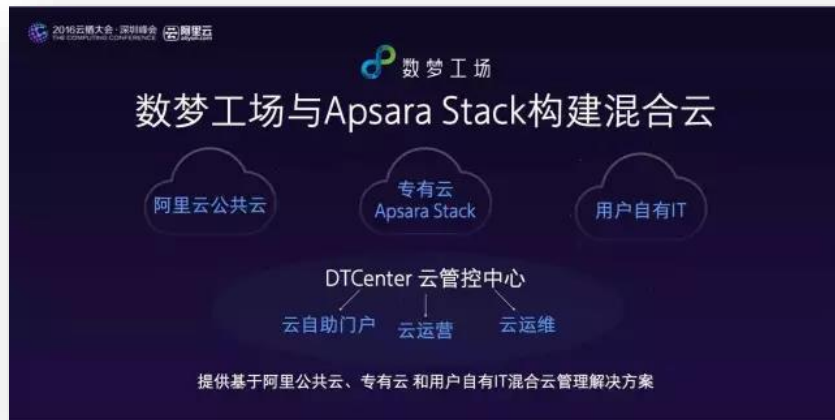 2016云栖大会·深圳峰会
THE COMPUTING CONFERENCE
阿里云
aliyun.com
数梦工场
数梦工场与Apsara Stack构建混合云
阿里云公共云
专有云
Apsara Stack
用户自有IT
DTCenter 云管控中心
云自助门户
云运营
云运维
提供基于阿里公共云、专有云 和用户自有IT混合云管理解决方案